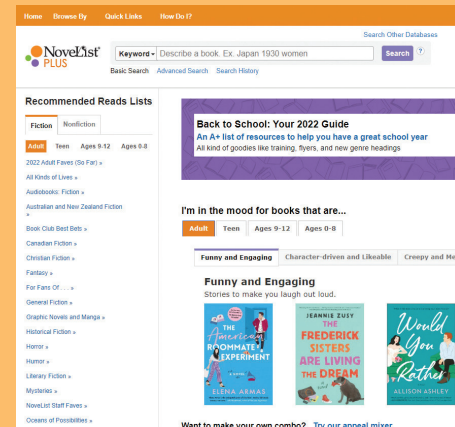 Home Browse By Quick Links How Do I?
Search Other Databases
NoveList PLUS
Keyword Describe a book. Ex. Japan 1930 women Search ?
Basic Search Advanced Search Search History
Recommended Reads Lists
Fiction Nonfiction
Adult Teen Ages 9-12 Ages 0-8
2022 Adult Faves (So Far) »
All Kinds of Lives »
Audiobooks: Fiction »
Australian and New Zealand Fiction
»
Book Club Best Bets »
Canadian Fiction »
Christian Fiction »
Fantasy »
For Fans Of . . . »
General Fiction »
Graphic Novels and Manga »
Historical Fiction »
Horror »
Humor »
Literary Fiction »
Mysteries »
NoveList Staff Faves »
Oceans of Possibilities »
Back to School: Your 2022 Guide
An A+ list of resources to help you have a great school year
All kind of goodies like training, flyers, and new genre headings
I'm in the mood for books that are...
Adult Teen Ages 9-12 Ages 0-8
Funny and Engaging Character-driven and Likeable Creepy and Me
Funny and Engaging
Stories to make you laugh out loud.
THE
American
ROOMMATE
EXPERIMENT
ELENA ARMAS
JEANNIE ZUSY
THE
FREDERICK
SISTERS
ARE LIVING
THE DREAM
Would
You
Rather
ALLISON ASHLEY
Want to make your own combo? Try our appeal mixer